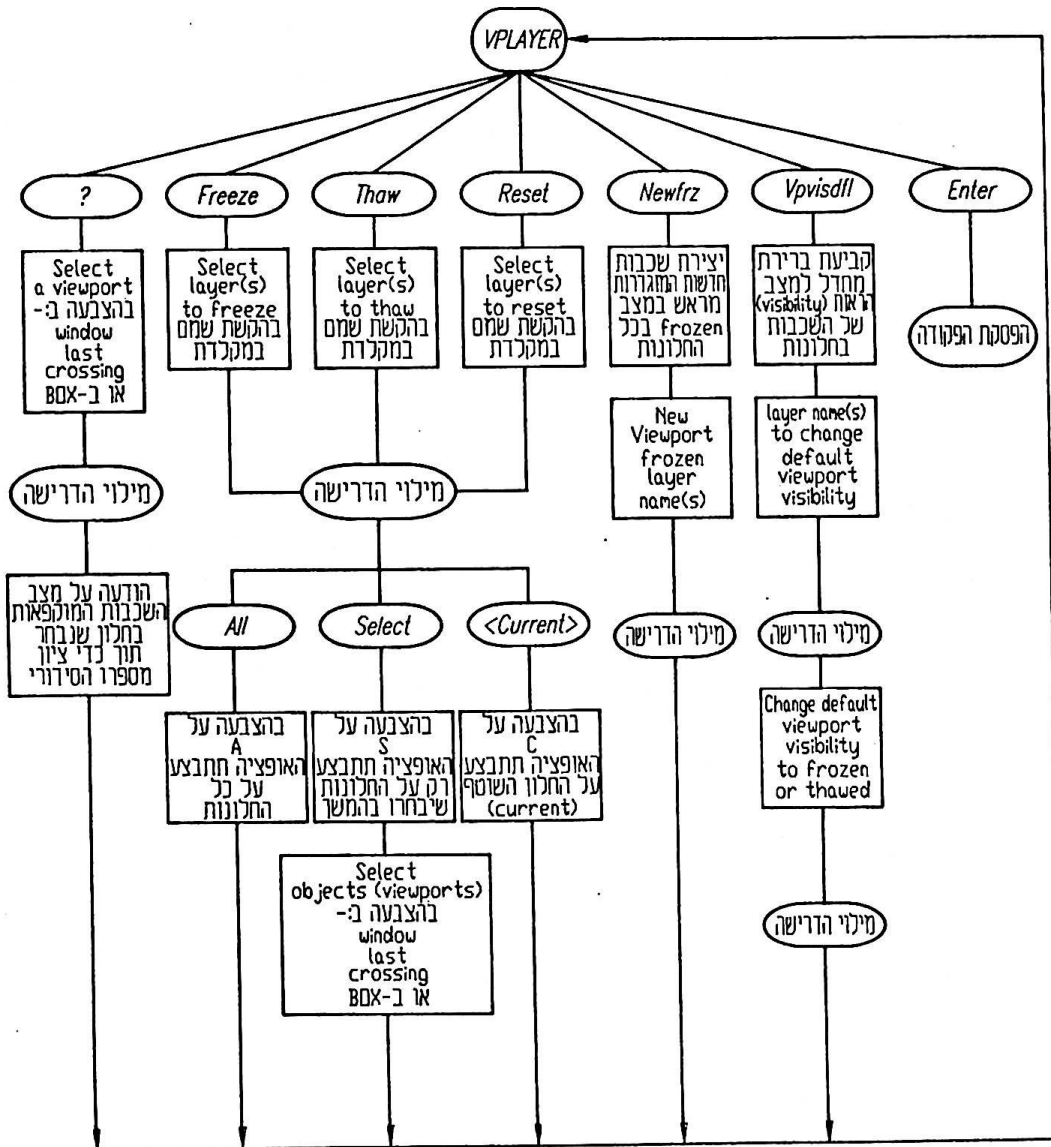 VPLAYER
?
Freeze
Thaw
Reset
Newfrz
Vpvisdfl
Enter
Select
a viewport
בהצבעה ב:-
window
last
crossing
או ב-BOX
Select
layer(s)
to freeze
בהקשת שמם
במקלדת
Select
layer(s)
to thaw
בהקשת שמם
במקלדת
Select
layer(s)
to reset
בהקשת שמם
במקלדת
יצירת שכבות
חדשות המוגדרות
מראש במצב
frozen בכל
החלונות
קביעת ברירת
מחדל למצב
הראות (visibility)
של השכבות
בחלונות
הפסקת הפקודה
New
Viewport
frozen
layer
name(s)
layer name(s)
to change
default
viewport
visibility
מילוי הדרישה
מילוי הדרישה
הודעה על מצב
השכבות המוקפאות
בחלון שנבחר
תוך כדי ציון
מספרו הסידורי
All
Select
<Current>
מילוי הדרישה
מילוי הדרישה
בהצבעה על
A
האופציה תתבצע
על כל
החלונות
בהצבעה על
S
האופציה תתבצע
רק על החלונות
שיבחרו בהמשך
בהצבעה על
C
האופציה תתבצע
על החלון השוטף
(current)
Change default
viewport
visibility
to frozen
or thawed
Select
objects (viewports)
בהצבעה ב:-
window
last
crossing
או ב-BOX
מילוי הדרישה